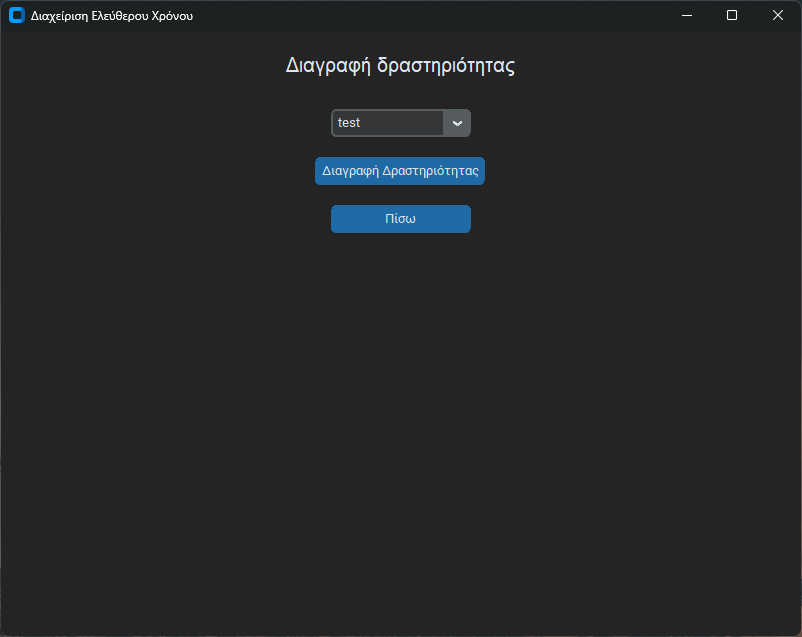 Διαχείριση Ελεύθερου Χρόνου
Διαγραφή δραστηριότητας
test
Διαγραφή Δραστηριότητας
Πίσω